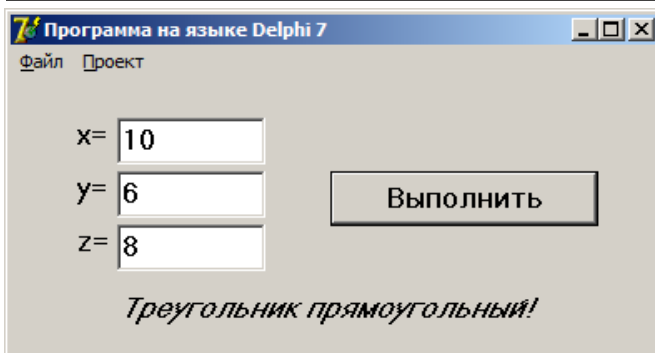 Программа на языке Delphi 7
Файл Проект
x= 10
y= 6
Выполнить
z= 8
Треугольник прямоугольный!